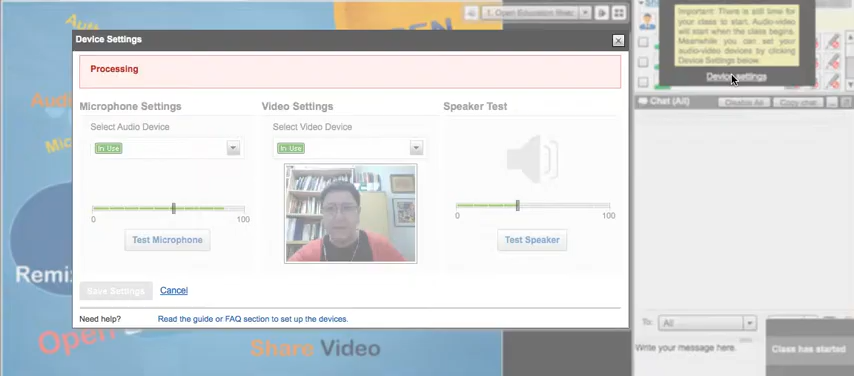 1. Open Education Week
Important: There is still time for
your class to start. Audio-video
will start when the class begins.
Meanwhile you can set your
audio-video devices by clicking
Device Settings below.
Device settings
Device Settings
Processing
Microphone Settings
Video Settings
Speaker Test
Select Audio Device
Select Video Device
In Use
In Use
0
100
0
100
Test Microphone
Test Speaker
Save Settings
Cancel
Need help?
Read the guide or FAQ section to set up the devices.
Chat (All)
Disable All
Copy chat
...
To:
All
Write your message here.
Class has started
Remix
Open
Share Video